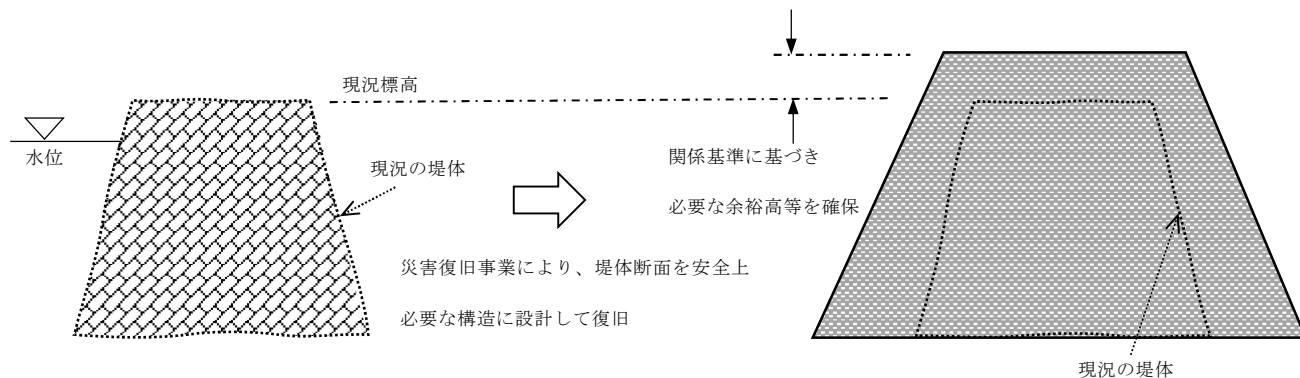 現況標高
水位
現況の堤体
関係基準に基づき
必要な余裕高等を確保
災害復旧事業により、堤体断面を安全上
必要な構造に設計して復旧
現況の堤体